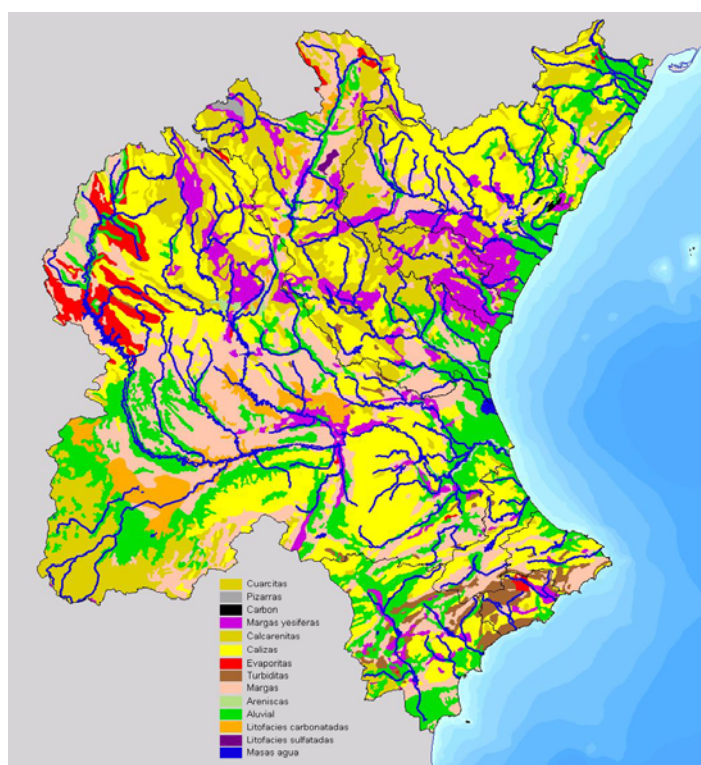 Cuarcitas
Pizarras
Carbon
Margas yesiferas
Calcarenitas
Calizas
Evaporitas
Turbiditas
Margas
Areniscas
Aluvial
Litofacies carbonatadas
Litofacies sulfatadas
Masas agua